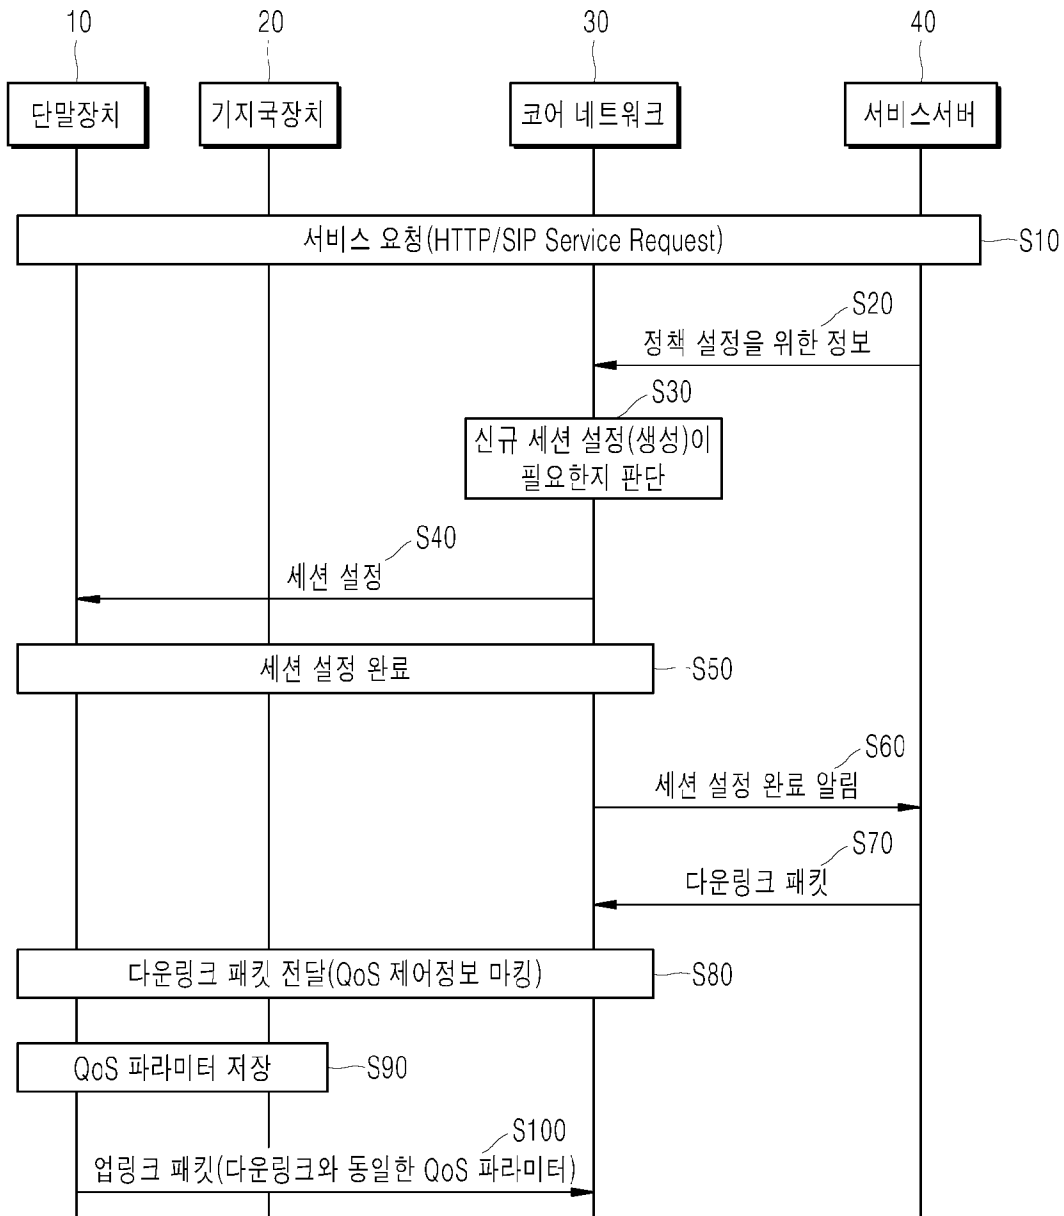 10
20
30
40
단말장치
기지국장치
코어 네트워크
서비스서버
서비스 요청(HTTP/SIP Service Request)
S10
S20
정책 설정을 위한 정보
S30
신규 세션 설정(생성)이
필요한지 판단
S40
세션 설정
세션 설정 완료
S50
S60
세션 설정 완료 알림
S70
다운링크 패킷
다운링크 패킷 전달(QoS 제어정보 마킹)
S80
QoS 파라미터 저장
S90
S100
업링크 패킷(다운링크와 동일한 QoS 파라미터)